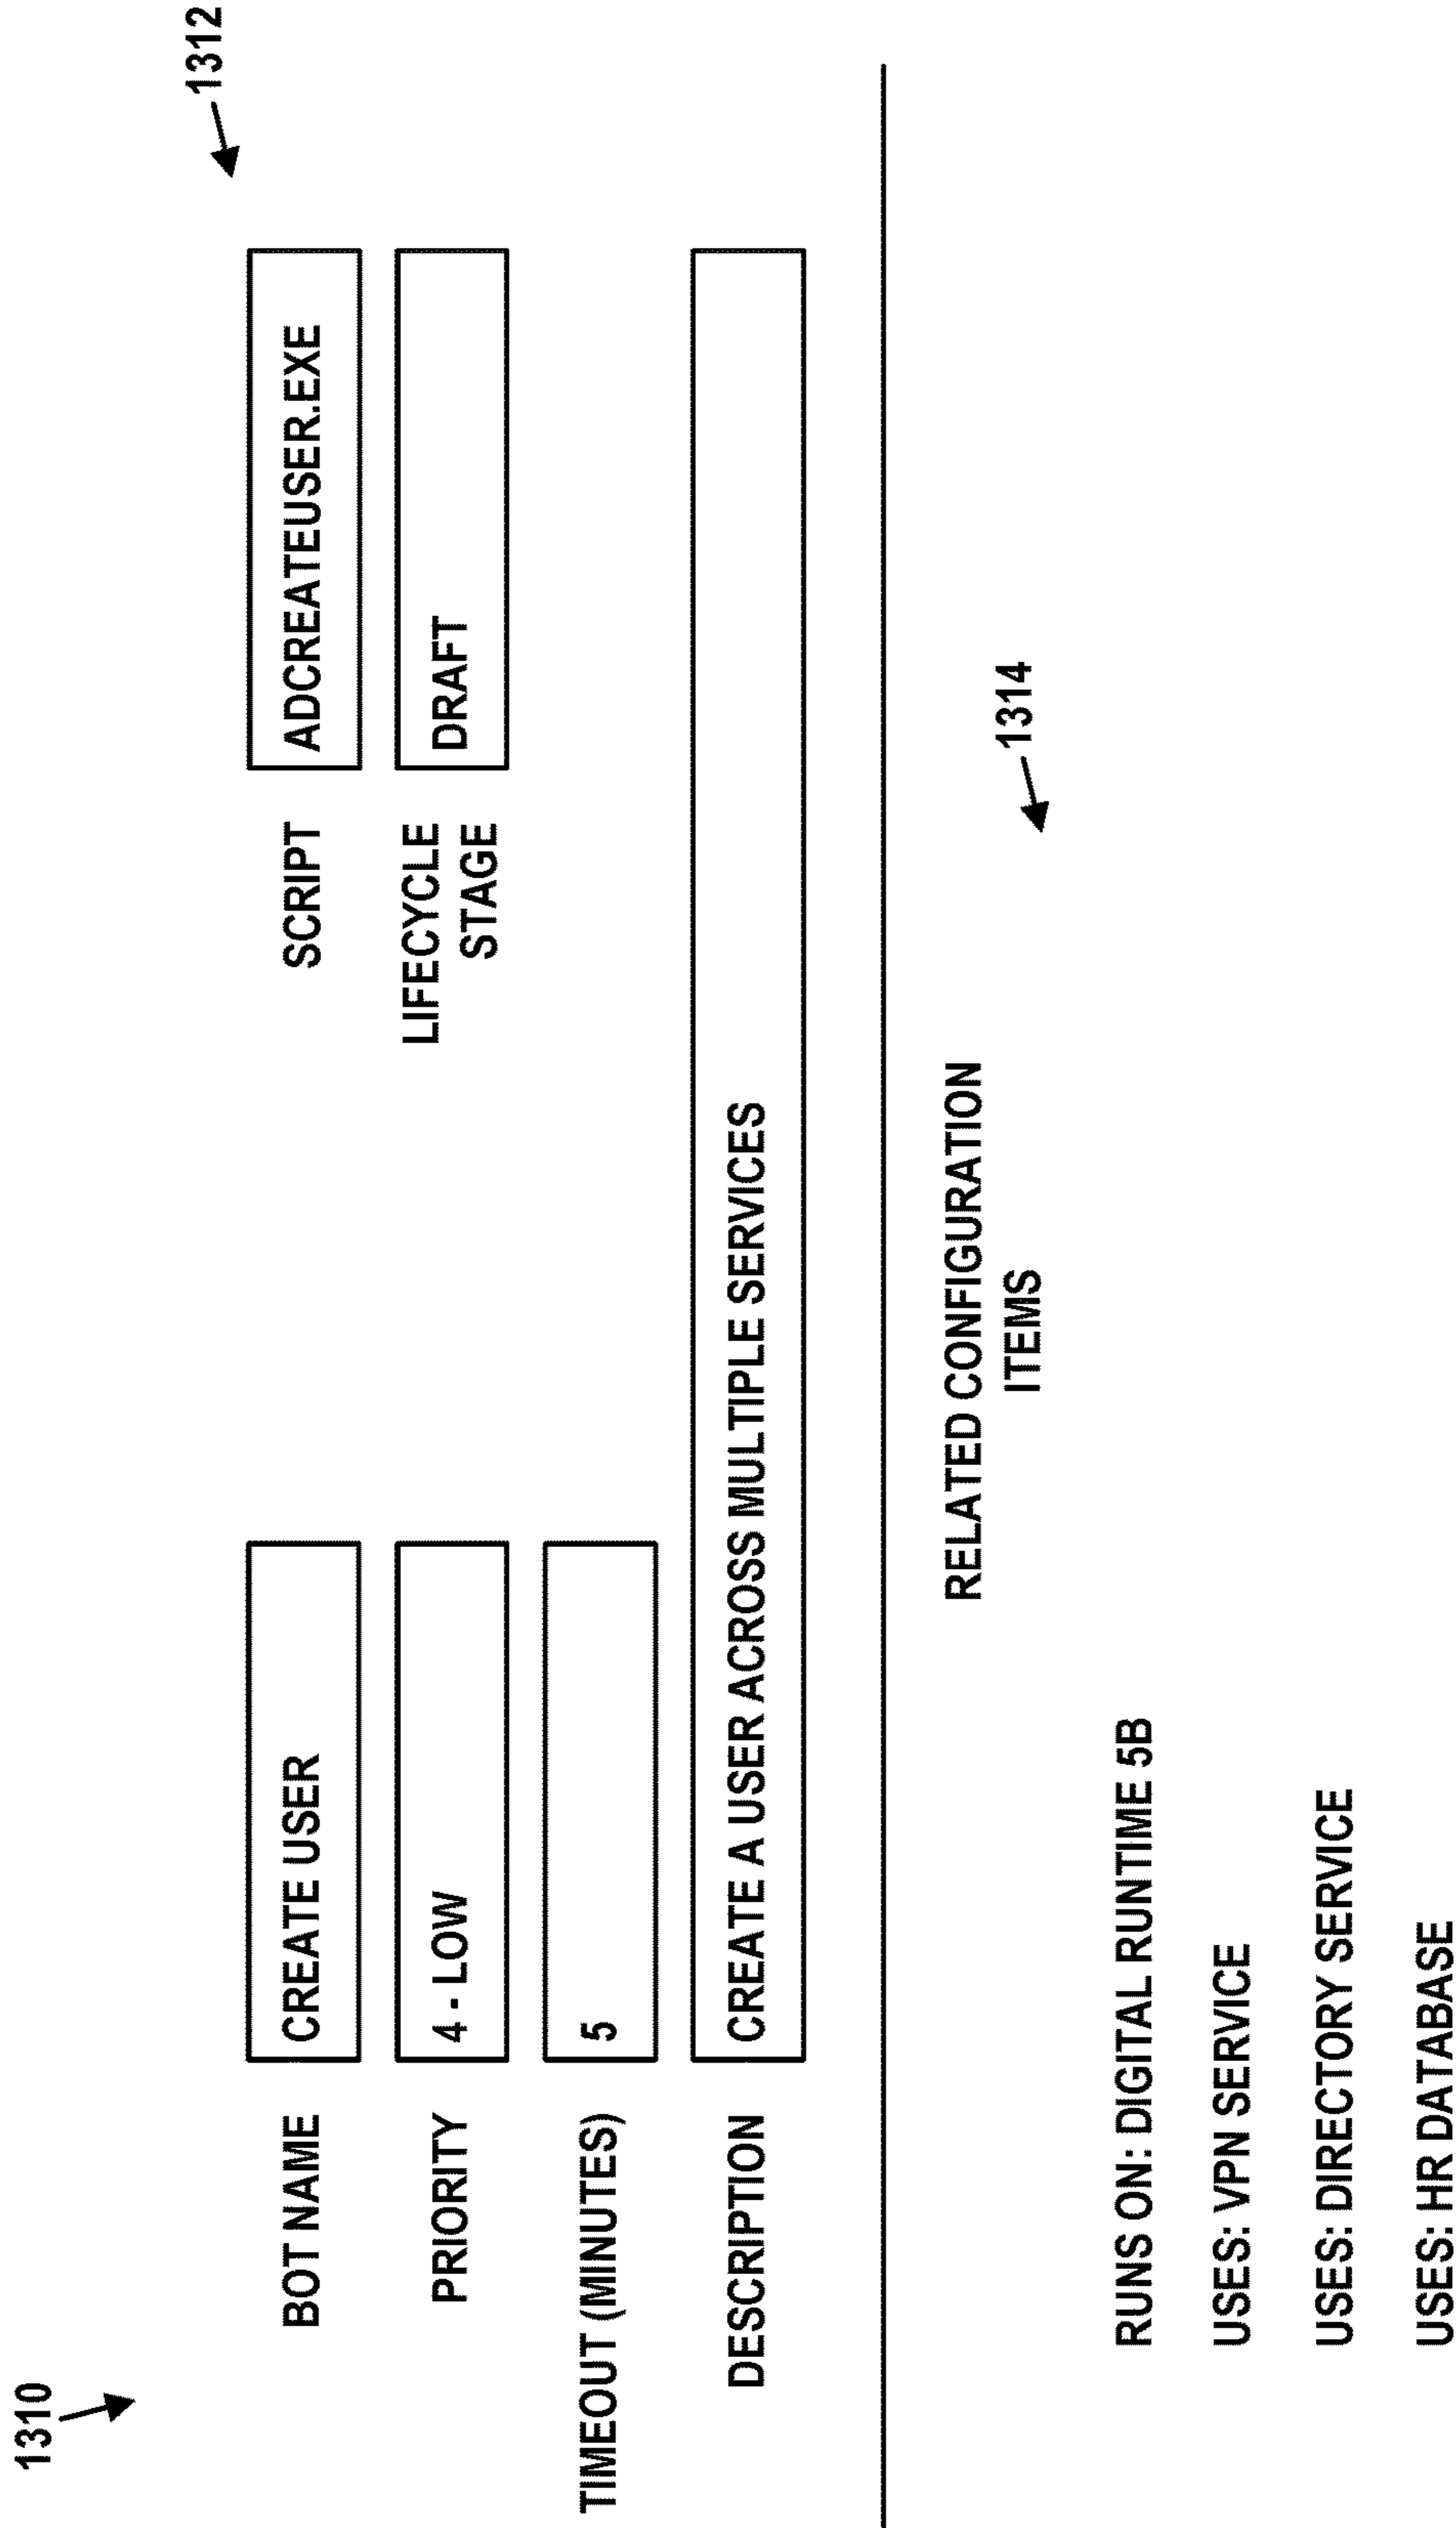 1310
1312
BOT NAME
CREATE USER
SCRIPT
ADCREATEUSER.EXE
PRIORITY
4 - LOW
LIFECYCLE
STAGE
DRAFT
TIMEOUT (MINUTES)
5
DESCRIPTION
CREATE A USER ACROSS MULTIPLE SERVICES
RELATED CONFIGURATION
ITEMS
1314
RUNS ON: DIGITAL RUNTIME 5B
USES: VPN SERVICE
USES: DIRECTORY SERVICE
USES: HR DATABASE